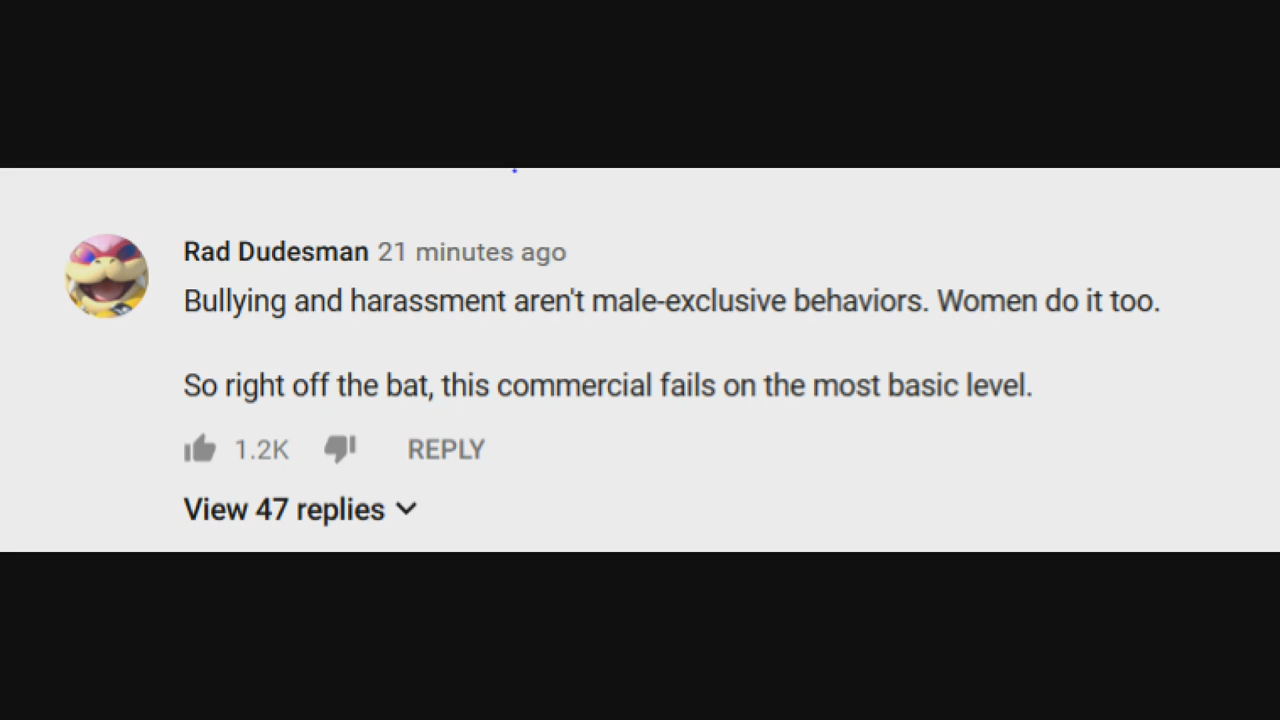 Rad Dudesman 21 minutes ago
Bullying and harassment aren't male-exclusive behaviors. Women do it too.
So right off the bat, this commercial fails on the most basic level.
1.2K REPLY
View 47 replies